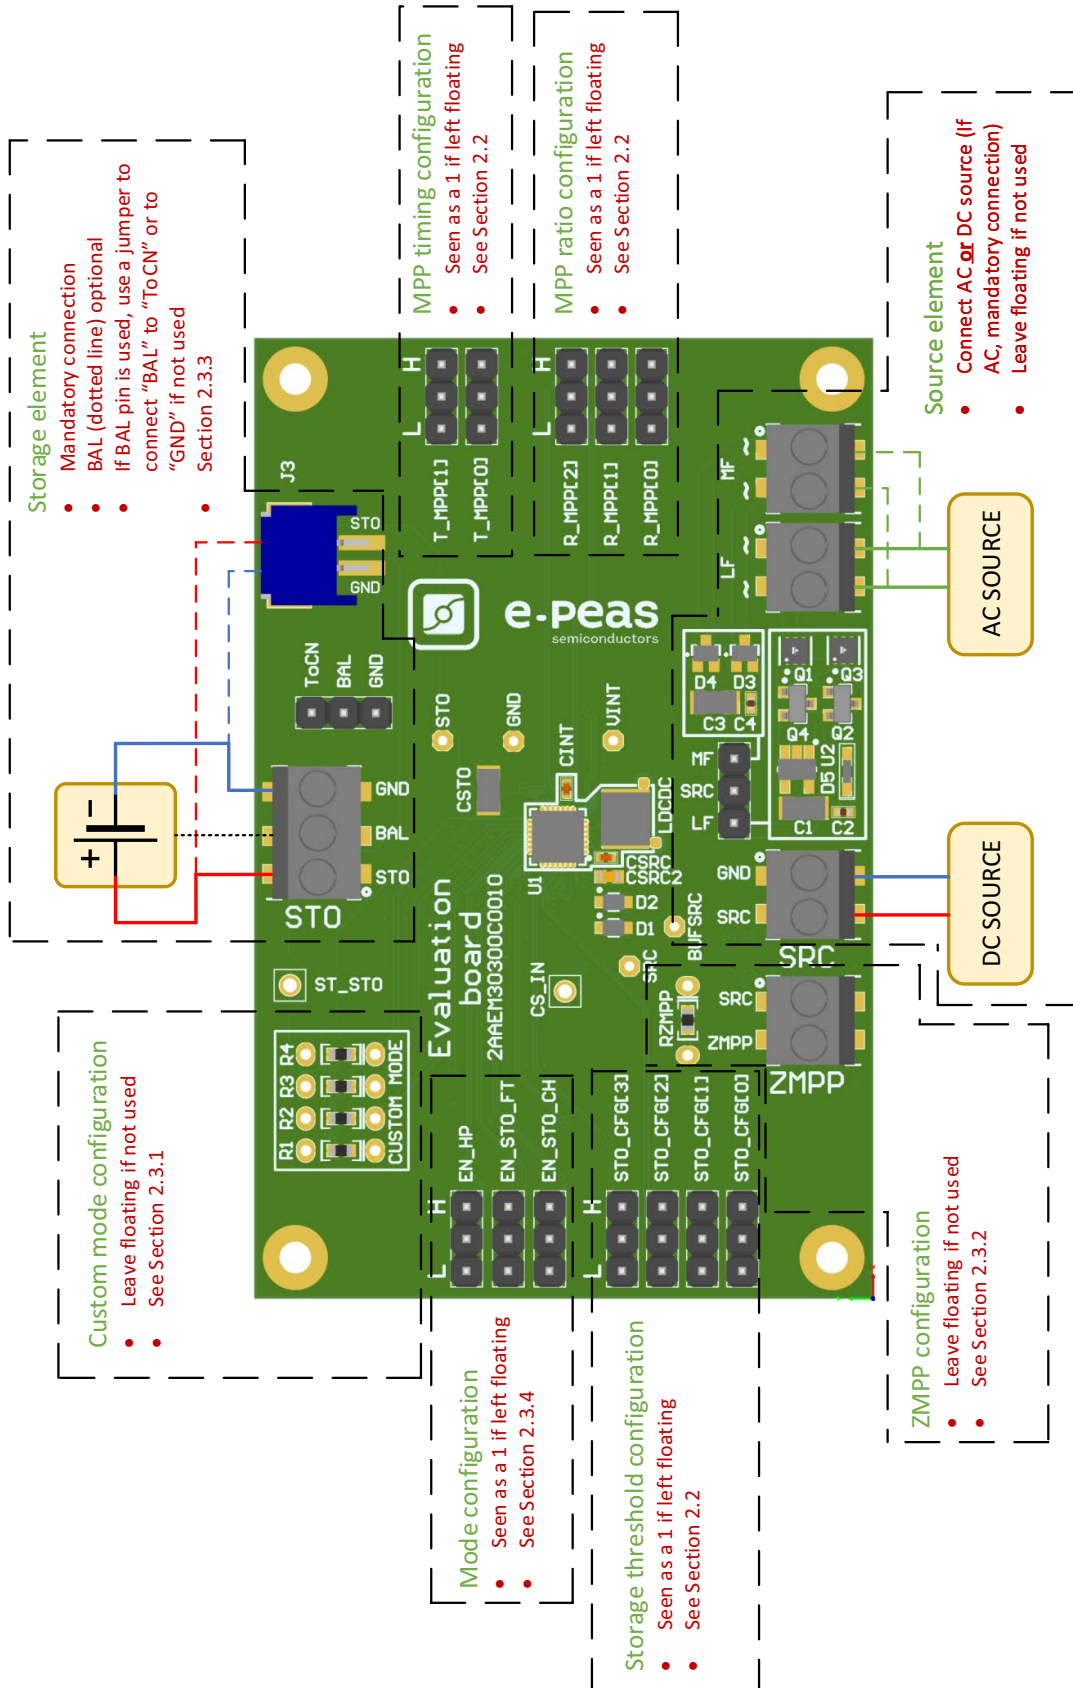 Storage element
• Mandatory connection
• BAL (dotted line) optional
• If BAL pin is used, use a jumper to
connect “BAL” to “ToCN” or to
“GND” if not used
• Section 2.3.3
MPP timing configuration
• Seen as a 1 if left floating
• See Section 2.2
MPP ratio configuration
• Seen as a 1 if left floating
• See Section 2.2
Source element
• Connect AC or DC source (If
AC, mandatory connection)
• Leave floating if not used
Custom mode configuration
• Leave floating if not used
• See Section 2.3.1
Mode configuration
• Seen as a 1 if left floating
• See Section 2.3.4
Storage threshold configuration
• Seen as a 1 if left floating
• See Section 2.2
ZMPP configuration
• Leave floating if not used
• See Section 2.3.2
+ -
AC SOURCE
DC SOURCE
J3
STO
GND
ToCN
BAL
GND
STO
BAL
GND
STO
ST_STO
R1 R2 R3 R4
CUSTOM MODE
L H
T_MPP[1]
T_MPP[0]
L H
R_MPP[2]
R_MPP[1]
R_MPP[0]
L H
EN_HP
EN_STO_FT
EN_STO_CH
L H
STO_CFG[3]
STO_CFG[2]
STO_CFG[1]
STO_CFG[0]
Evaluation
board
2AAEM30300C0010
e-peas
semiconductors
STO
GND
VINT
CSTO
CINT
U1
LDCDC
CSRC
CSRC2
D2
D1
BUFSRC
SRC
CS_IN
RZMPP
ZMPP SRC
ZMPP
SRC GND
SRC
LF SRC MF
D4
D3
C3
C4
Q1
Q3
Q4
Q2
D5
U2
C1
C2
LF
~ ~
MF
~ ~